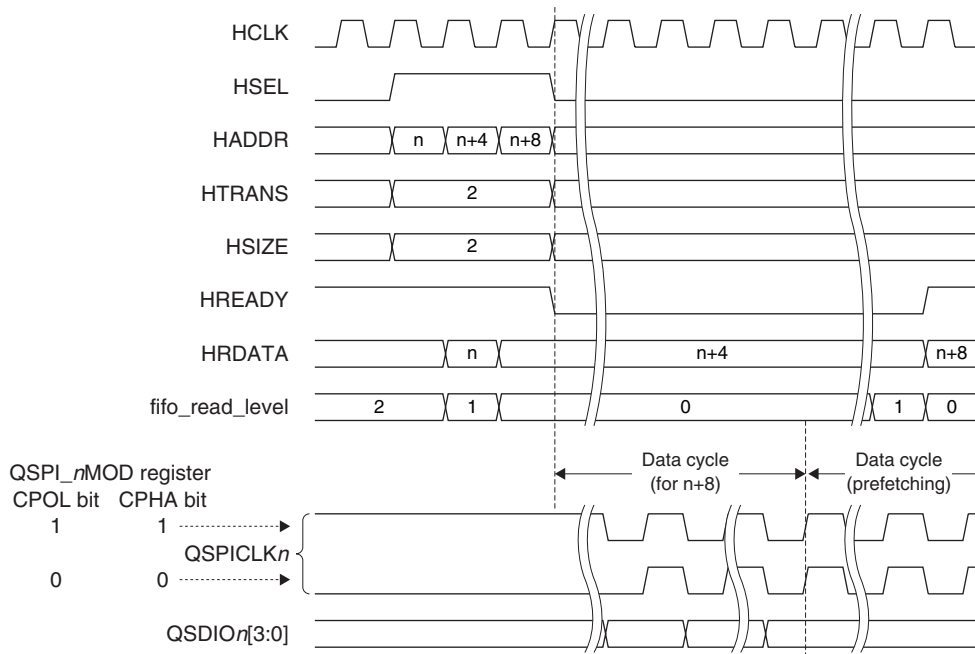 HCLK
HSEL
HADDR n n+4 n+8
HTRANS 2
HSIZE 2
HREADY
HRDATA n n+4 n+8
fifo_read_level 2 1 0 1 0
Data cycle (for n+8)
Data cycle (prefetching)
QSPI_nMOD register
CPOL bit CPHA bit
1 1
QSPICLKn
0 0
QSDIOn[3:0]